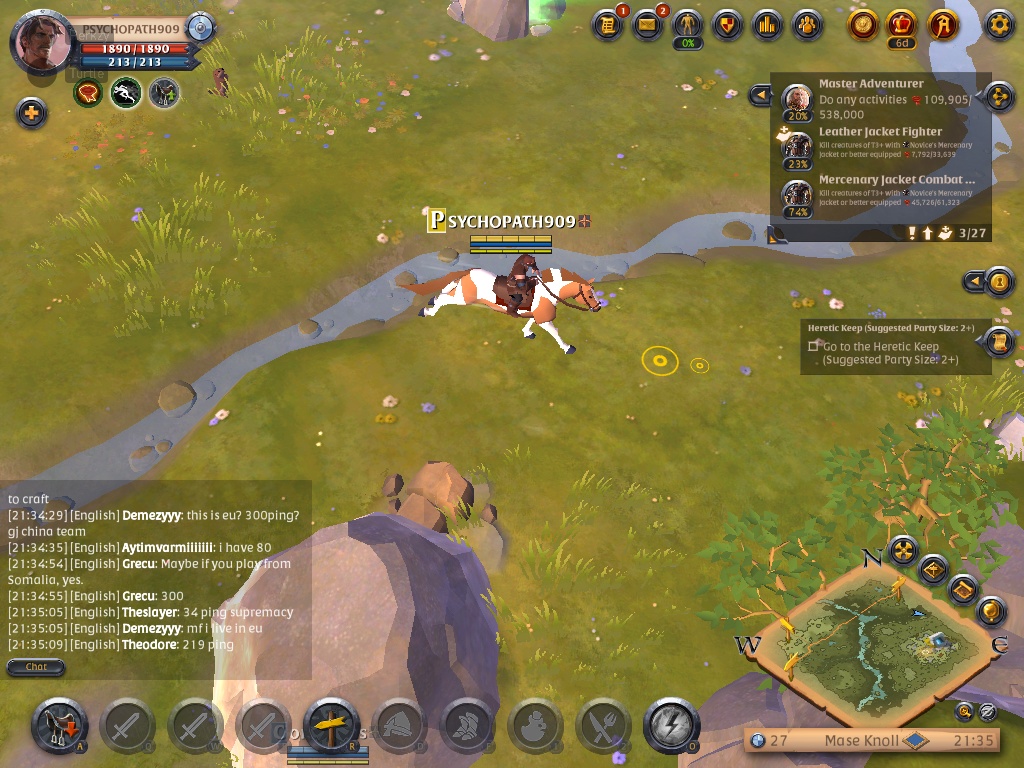 PSYCHOPATH909
1890 / 1890
213 / 213
Turtle
1
2
0%
6d
Master Adventurer
Do any activities 109,905/
538,000
20%
Leather Jacket Fighter
Kill creatures of T3+ with Novice's Mercenary
Jacket or better equipped 7,792/33,639
23%
Mercenary Jacket Combat ...
Kill creatures of T3+ with Novice's Mercenary
Jacket or better equipped 45,726/61,323
74%
3/27
PSYCHOPATH909
Heretic Keep (Suggested Party Size: 2+)
Go to the Heretic Keep
(Suggested Party Size: 2+)
to craft
[21:34:29] [English] Demezyyy: this is eu? 300ping?
gj china team
[21:34:35] [English] Aytimvarmiiiiiii: i have 80
[21:34:54] [English] Grecu: Maybe if you play from
Somalia, yes.
[21:34:55] [English] Grecu: 300
[21:35:05] [English] Theslayer: 34 ping supremacy
[21:35:05] [English] Demezyyy: mf i live in eu
[21:35:09] [English] Theodore: 219 ping
Chat
N
W
E
A
Q
W
R
D
F
O
27
Mase Knoll
21:35